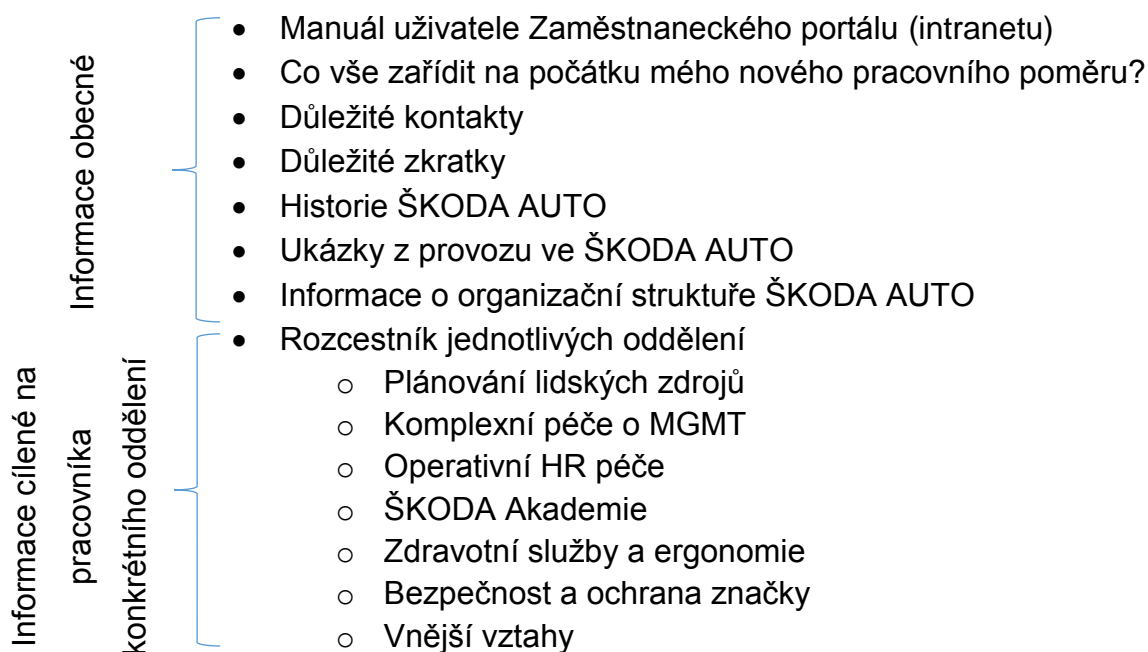 Informace obecné
• Manuál uživatele Zaměstnaneckého portálu (intranetu)
• Co vše zařídit na počátku mého nového pracovního poměru?
• Důležité kontakty
• Důležité zkratky
• Historie ŠKODA AUTO
• Ukázky z provozu ve ŠKODA AUTO
• Informace o organizační struktuře ŠKODA AUTO
Informace cílené na
pracovníka
konkrétního oddělení
• Rozcestník jednotlivých oddělení
o Plánování lidských zdrojů
o Komplexní péče o MGMT
o Operativní HR péče
o ŠKODA Akademie
o Zdravotní služby a ergonomie
o Bezpečnost a ochrana značky
o Vnější vztahy